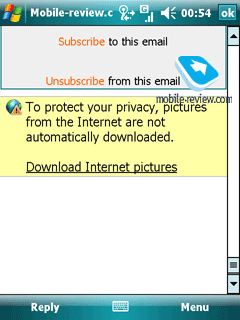 Mobile-review.c 00:54 ok
Subscribe to this email
Unsubscribe from this email
mobile-review.com
To protect your privacy, pictures
from the Internet are not
automatically downloaded.
Download Internet pictures
Reply Menu